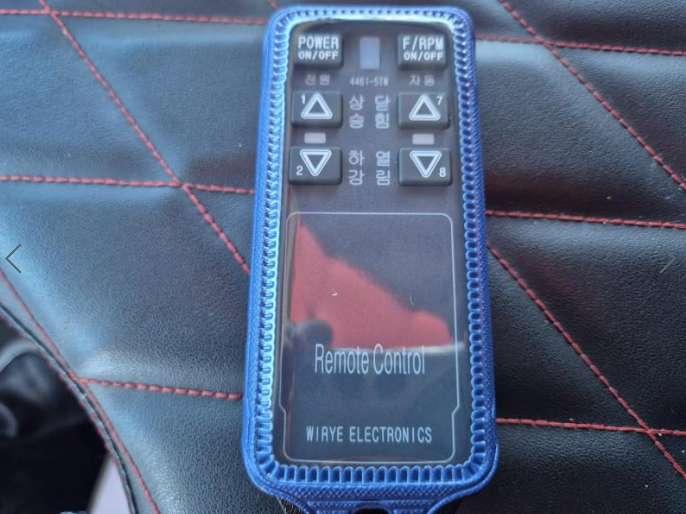 POWER ON/OFF
F/RPM ON/OFF
전원
4461-5TW
자동
1
상승
닫힘
7
2
하강
열림
8
Remote Control
WIRYE ELECTRONICS